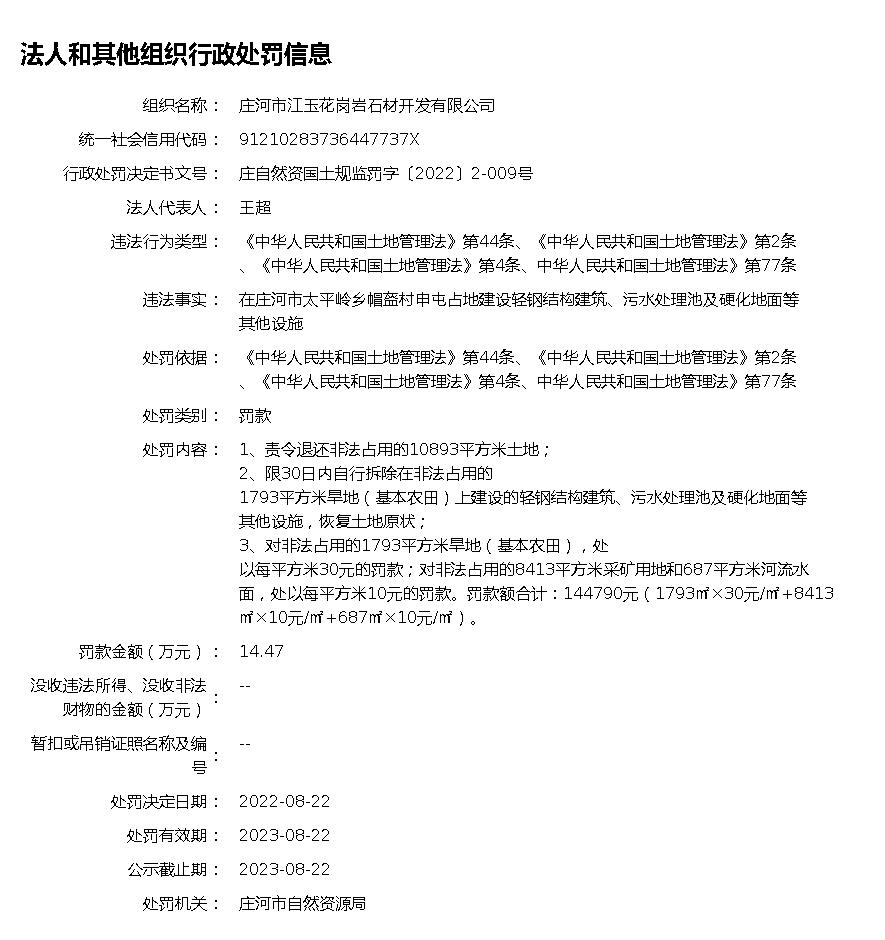 法人和其他组织行政处罚信息
组织名称： 庄河市江玉花岗岩石材开发有限公司
统一社会信用代码： 91210283736447737X
行政处罚决定书文号： 庄自然资国土规监罚字〔2022〕2-009号
法人代表人： 王超
违法行为类型： 《中华人民共和国土地管理法》第44条、《中华人民共和国土地管理法》第2条
、《中华人民共和国土地管理法》第4条、中华人民共和国土地管理法》第77条
违法事实： 在庄河市太平岭乡帽盔村申屯占地建设轻钢结构建筑、污水处理池及硬化地面等
其他设施
处罚依据： 《中华人民共和国土地管理法》第44条、《中华人民共和国土地管理法》第2条
、《中华人民共和国土地管理法》第4条、中华人民共和国土地管理法》第77条
处罚类别： 罚款
处罚内容： 1、责令退还非法占用的10893平方米土地；
2、限30日内自行拆除在非法占用的
1793平方米旱地（基本农田）上建设的轻钢结构建筑、污水处理池及硬化地面等
其他设施，恢复土地原状；
3、对非法占用的1793平方米旱地（基本农田），处
以每平方米30元的罚款；对非法占用的8413平方米采矿用地和687平方米河流水
面，处以每平方米10元的罚款。罚款额合计：144790元（1793㎡×30元/㎡+8413
㎡×10元/㎡+687㎡×10元/㎡）。
罚款金额（万元）： 14.47
没收违法所得、没收非法
财物的金额（万元）： --
暂扣或吊销证照名称及编
号： --
处罚决定日期： 2022-08-22
处罚有效期： 2023-08-22
公示截止期： 2023-08-22
处罚机关： 庄河市自然资源局